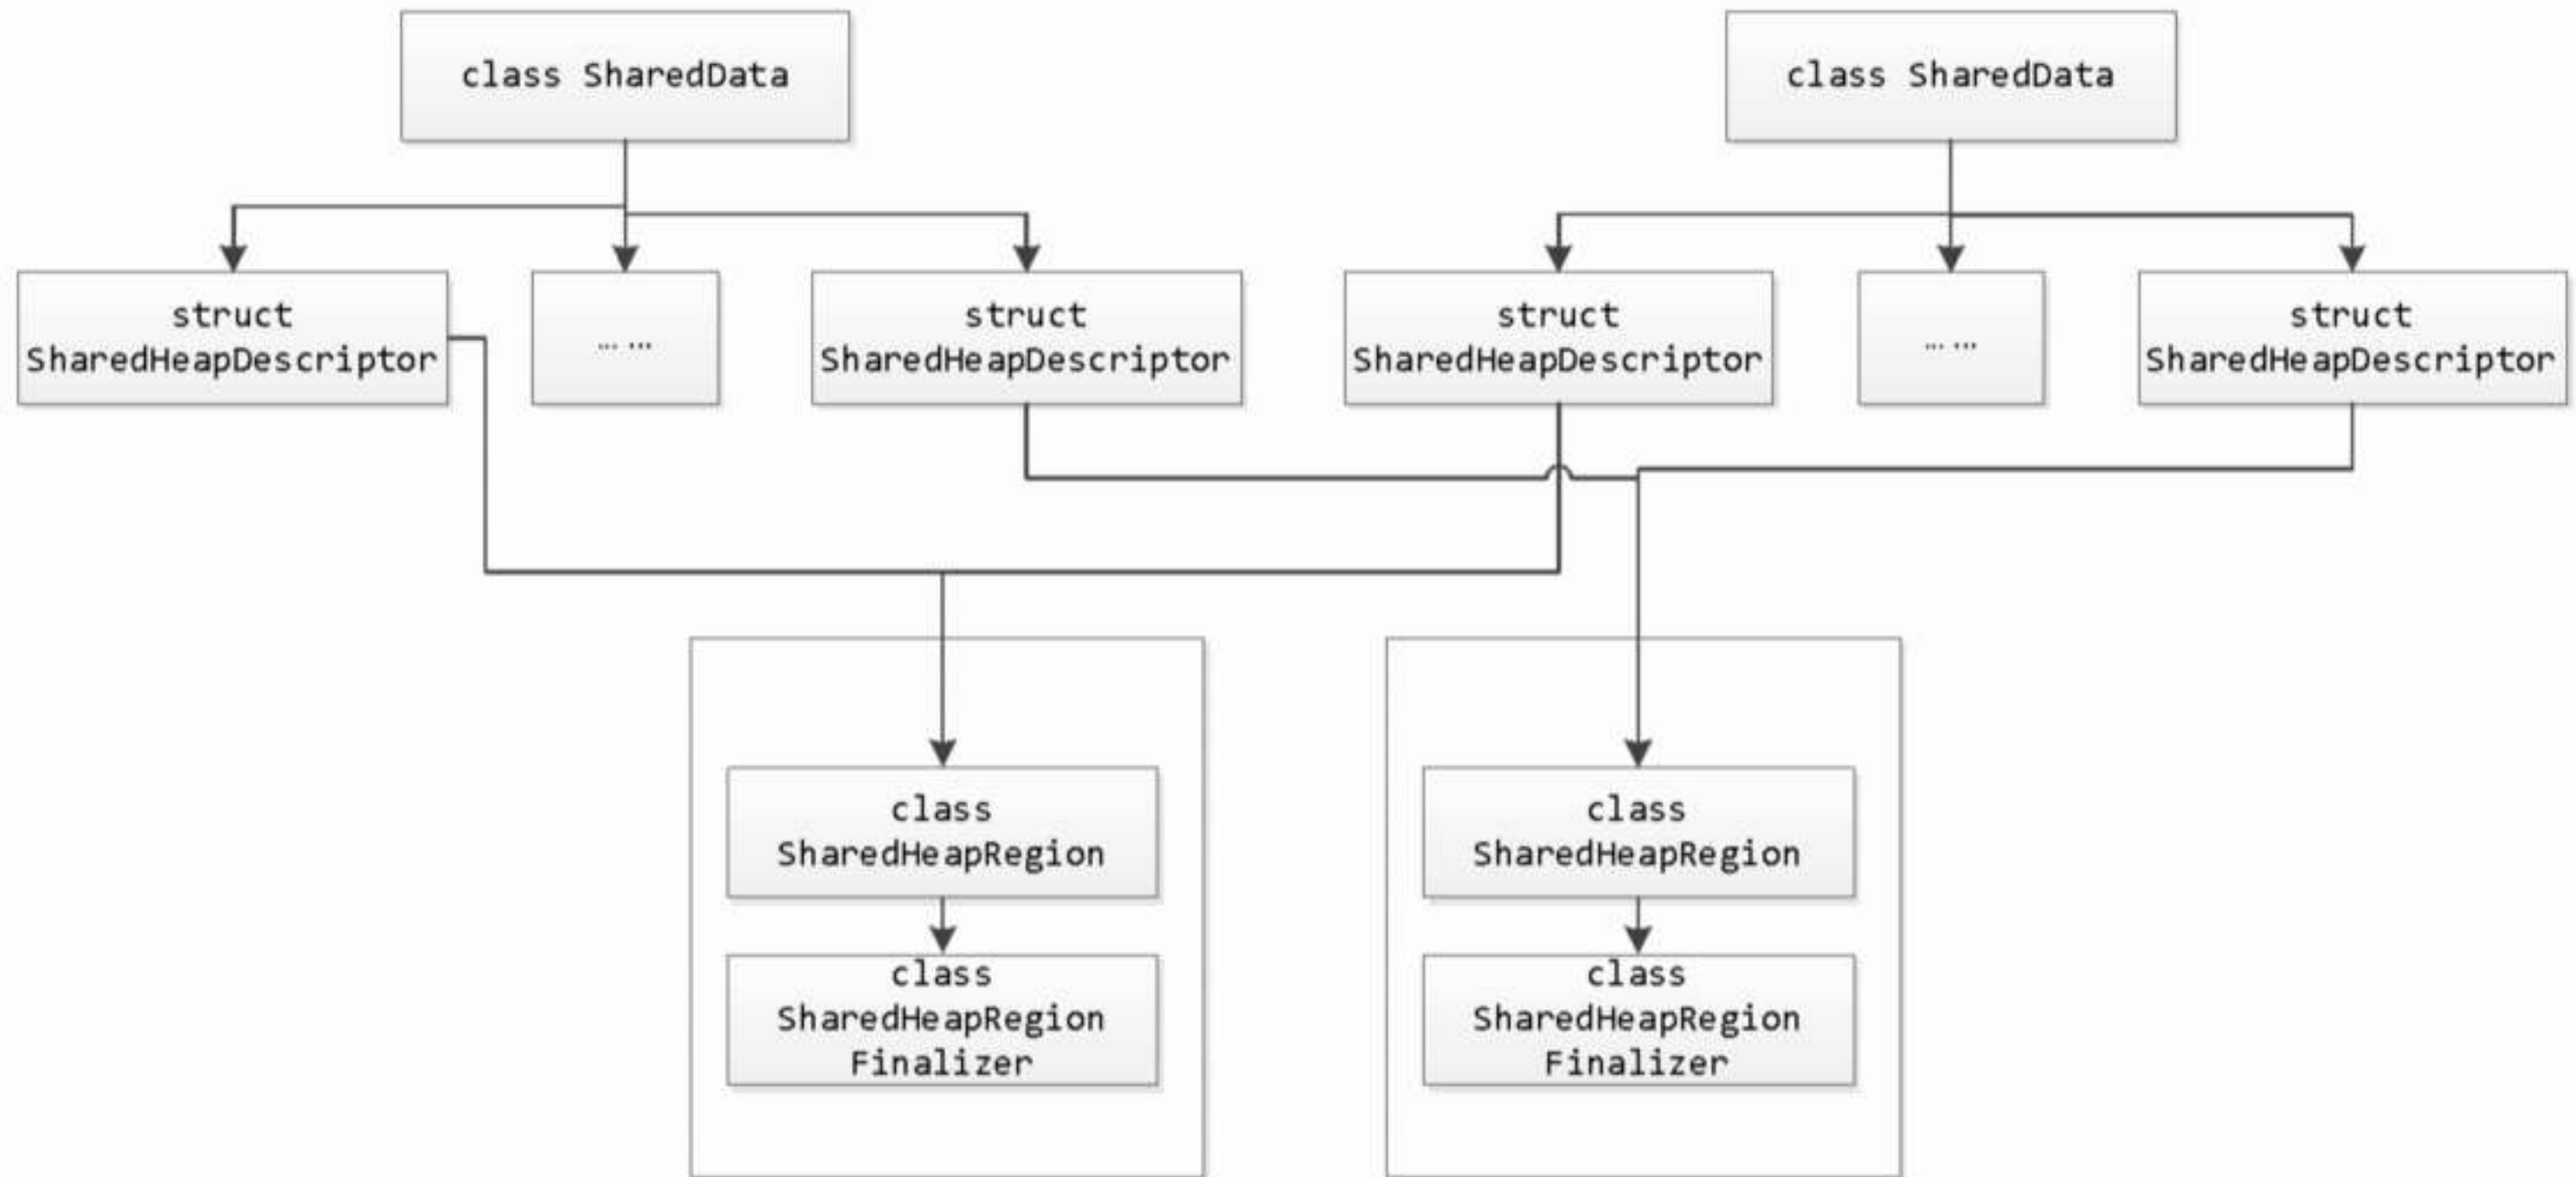 class SharedData
class SharedData
struct
SharedHeapDescriptor
... ...
struct
SharedHeapDescriptor
struct
SharedHeapDescriptor
... ...
struct
SharedHeapDescriptor
class
SharedHeapRegion
class
SharedHeapRegion
class
SharedHeapRegion
Finalizer
class
SharedHeapRegion
Finalizer